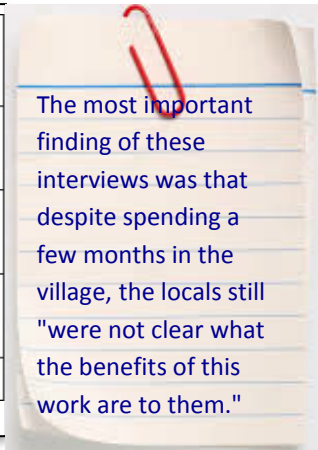 The most important
finding of these
interviews was that
despite spending a
few months in the
village, the locals still
"were not clear what
the benefits of this
work are to them."